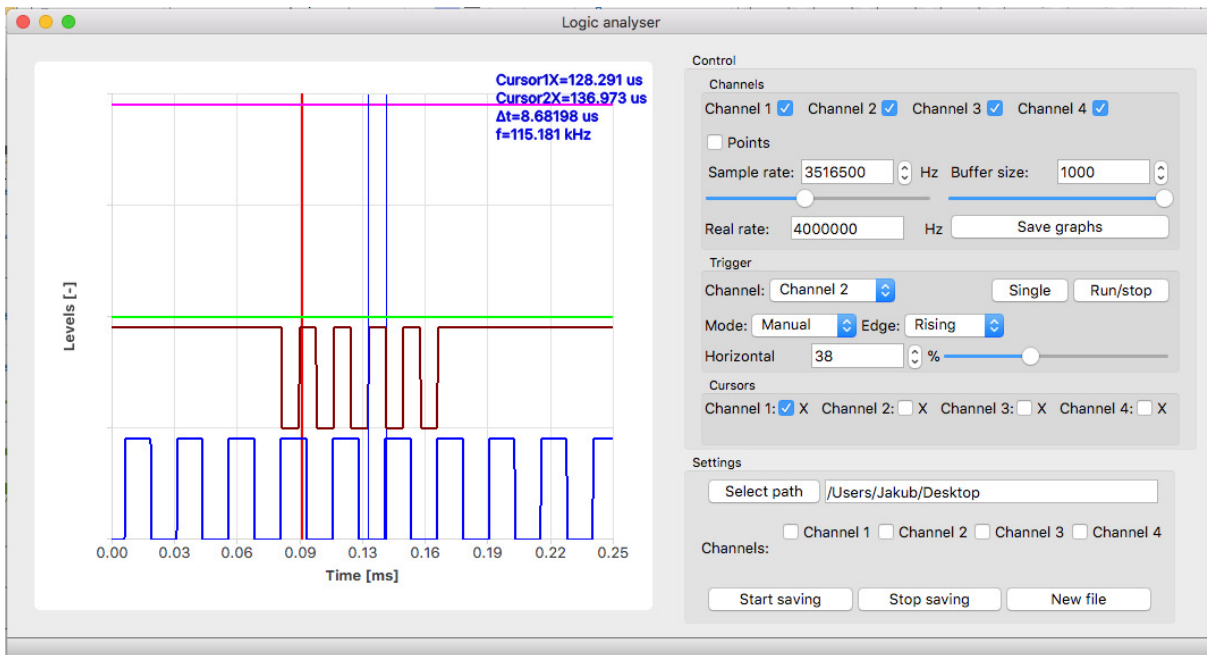 Logic analyser
Cursor1X=128.291 us
Cursor2X=136.973 us
Δt=8.68198 us
f=115.181 kHz
Levels [-]
0.00 0.03 0.06 0.09 0.13 0.16 0.19 0.22 0.25
Time [ms]
Control
Channels
Channel 1 Channel 2 Channel 3 Channel 4
Points
Sample rate: 3516500 Hz Buffer size: 1000
Real rate: 4000000 Hz Save graphs
Trigger
Channel: Channel 2 Single Run/stop
Mode: Manual Edge: Rising
Horizontal 38 %
Cursors
Channel 1: X Channel 2: X Channel 3: X Channel 4: X
Settings
Select path /Users/Jakub/Desktop
Channel 1 Channel 2 Channel 3 Channel 4
Channels:
Start saving Stop saving New file